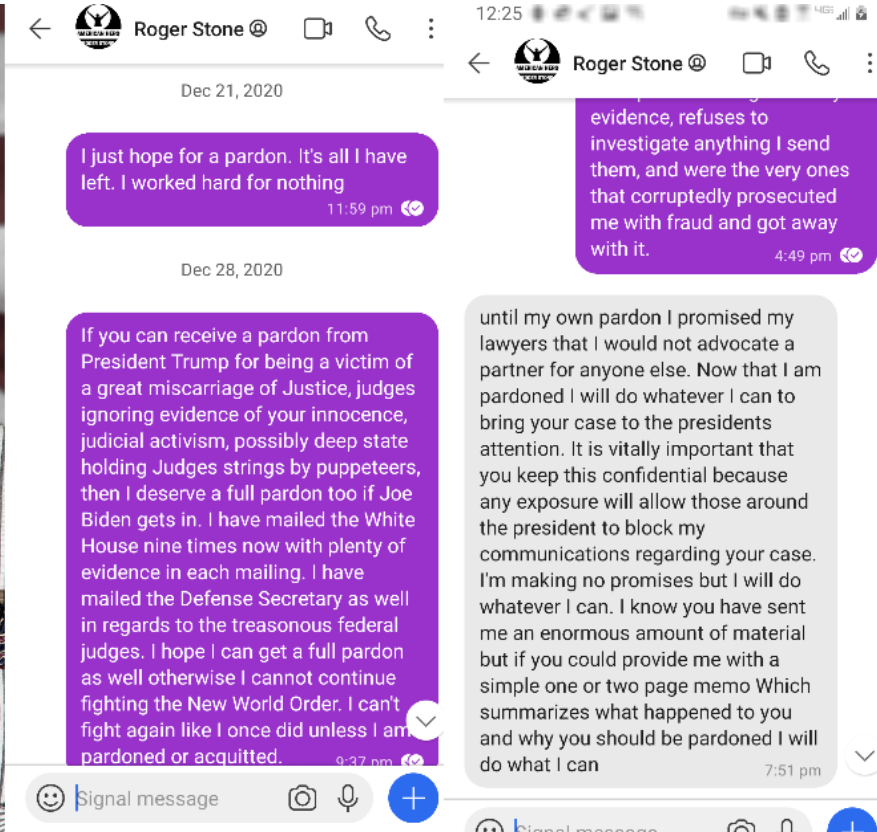 Roger Stone
Dec 21, 2020
I just hope for a pardon. It's all I have
left. I worked hard for nothing
11:59 pm
Dec 28, 2020
If you can receive a pardon from
President Trump for being a victim of
a great miscarriage of Justice, judges
ignoring evidence of your innocence,
judicial activism, possibly deep state
holding Judges strings by puppeteers,
then I deserve a full pardon too if Joe
Biden gets in. I have mailed the White
House nine times now with plenty of
evidence in each mailing. I have
mailed the Defense Secretary as well
in regards to the treasonous federal
judges. I hope I can get a full pardon
as well otherwise I cannot continue
fighting the New World Order. I can't
fight again like I once did unless I am
pardoned or acquitted.
9:37 pm
Signal message
12:25
Roger Stone
evidence, refuses to
investigate anything I send
them, and were the very ones
that corruptedly prosecuted
me with fraud and got away
with it.
4:49 pm
until my own pardon I promised my
lawyers that I would not advocate a
partner for anyone else. Now that I am
pardoned I will do whatever I can to
bring your case to the presidents
attention. It is vitally important that
you keep this confidential because
any exposure will allow those around
the president to block my
communications regarding your case.
I'm making no promises but I will do
whatever I can. I know you have sent
me an enormous amount of material
but if you could provide me with a
simple one or two page memo Which
summarizes what happened to you
and why you should be pardoned I will
do what I can
7:51 pm
Signal message